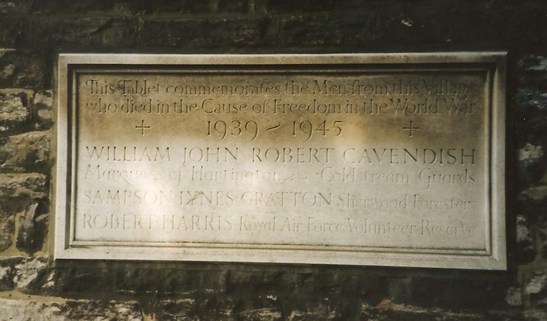 This Tablet commemorates the Men from this Village
who died in the Cause of Freedom in the World War
1939 ~ 1945
WILLIAM JOHN ROBERT CAVENDISH
Marquess of Hartington Coldstream Guards
SAMPSON GRATTON Sherwood Foresters
ROBERT HARRIS Royal Air Force Volunteer Reserve